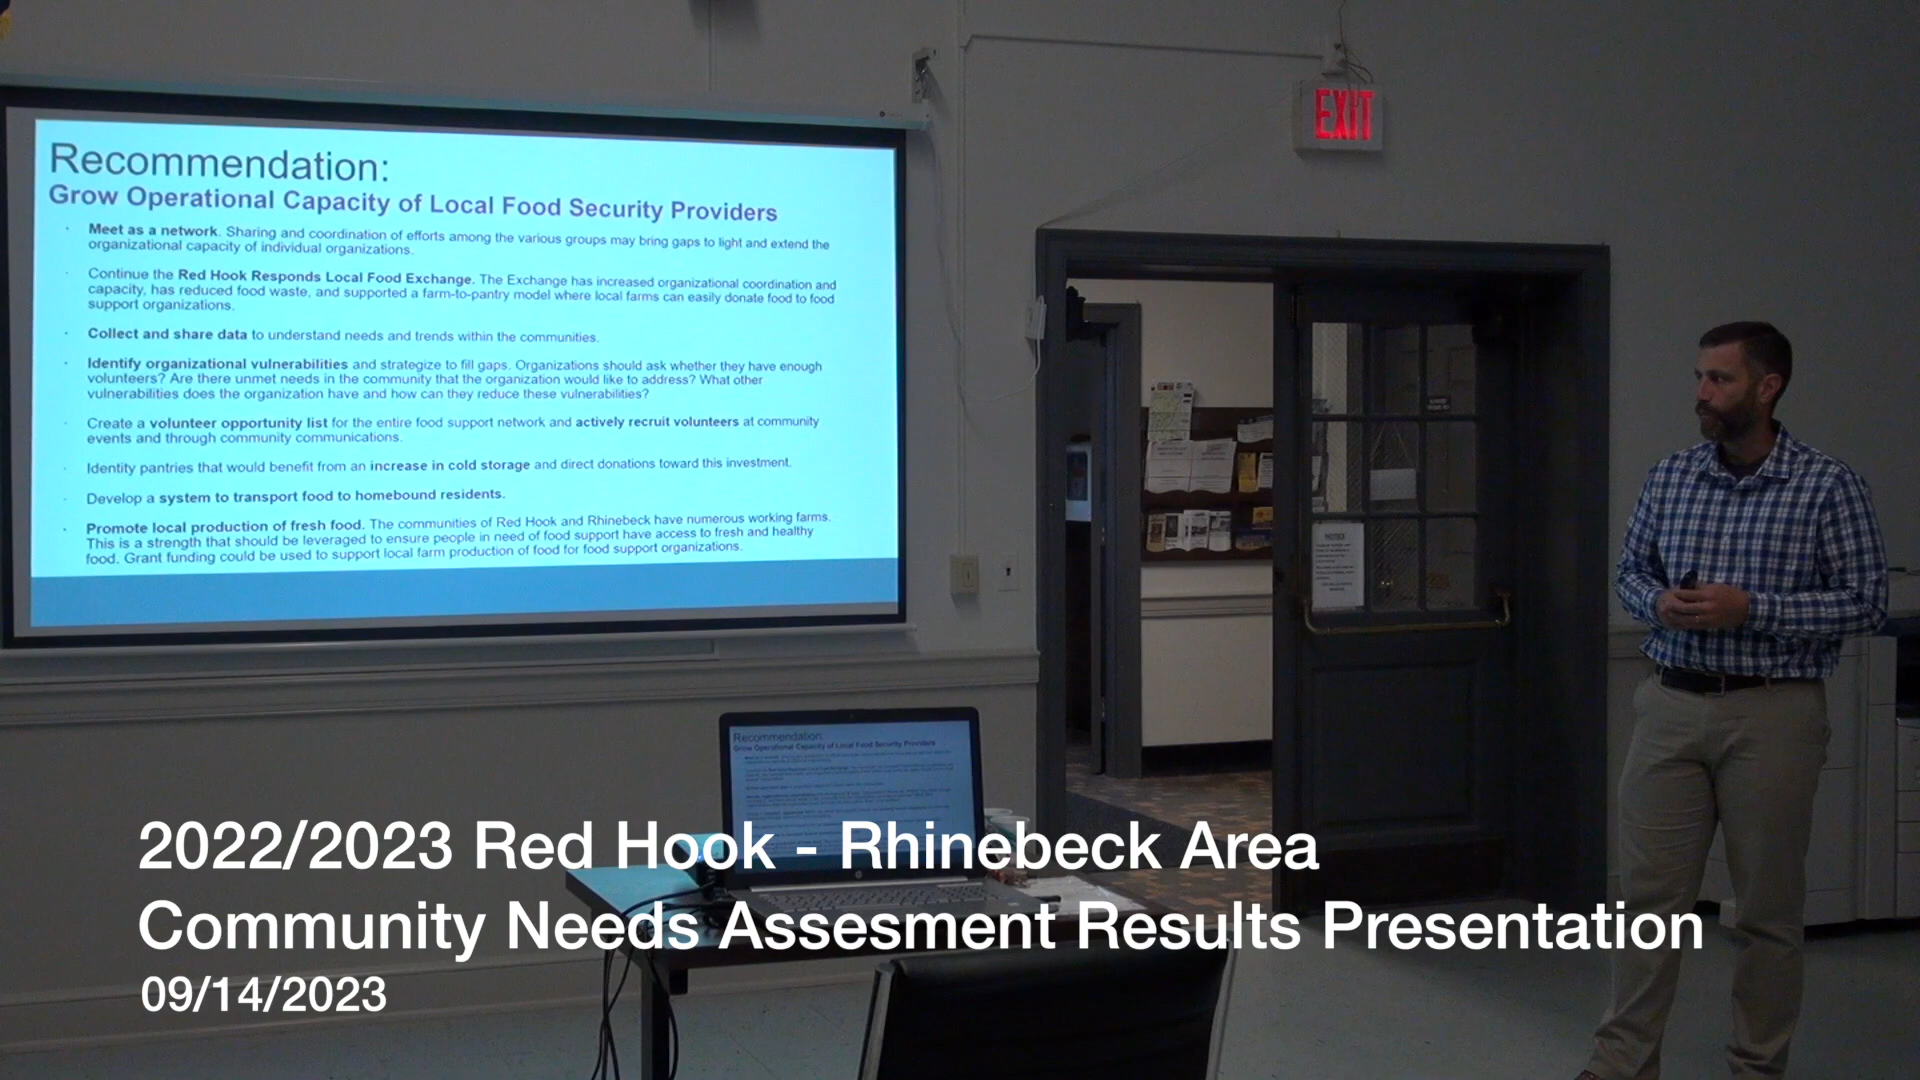 Recommendation:
Grow Operational Capacity of Local Food Security Providers
· Meet as a network. Sharing and coordination of efforts among the various groups may bring gaps to light and extend the
organizational capacity of individual organizations.
· Continue the Red Hook Responds Local Food Exchange. The Exchange has increased organizational coordination and
capacity, has reduced food waste, and supported a farm-to-pantry model where local farms can easily donate food to food
support organizations.
· Collect and share data to understand needs and trends within the communities.
· Identify organizational vulnerabilities and strategize to fill gaps. Organizations should ask whether they have enough
volunteers? Are there unmet needs in the community that the organization would like to address? What other
vulnerabilities does the organization have and how can they reduce these vulnerabilities?
· Create a volunteer opportunity list for the entire food support network and actively recruit volunteers at community
events and through community communications.
· Identity pantries that would benefit from an increase in cold storage and direct donations toward this investment.
· Develop a system to transport food to homebound residents.
· Promote local production of fresh food. The communities of Red Hook and Rhinebeck have numerous working farms.
This is a strength that should be leveraged to ensure people in need of food support have access to fresh and healthy
food. Grant funding could be used to support local farm production of food for food support organizations.
EXIT
NOTICE
Recommendation:
Grow Operational Capacity of Local Food Security Providers
2022/2023 Red Hook - Rhinebeck Area
Community Needs Assesment Results Presentation
09/14/2023